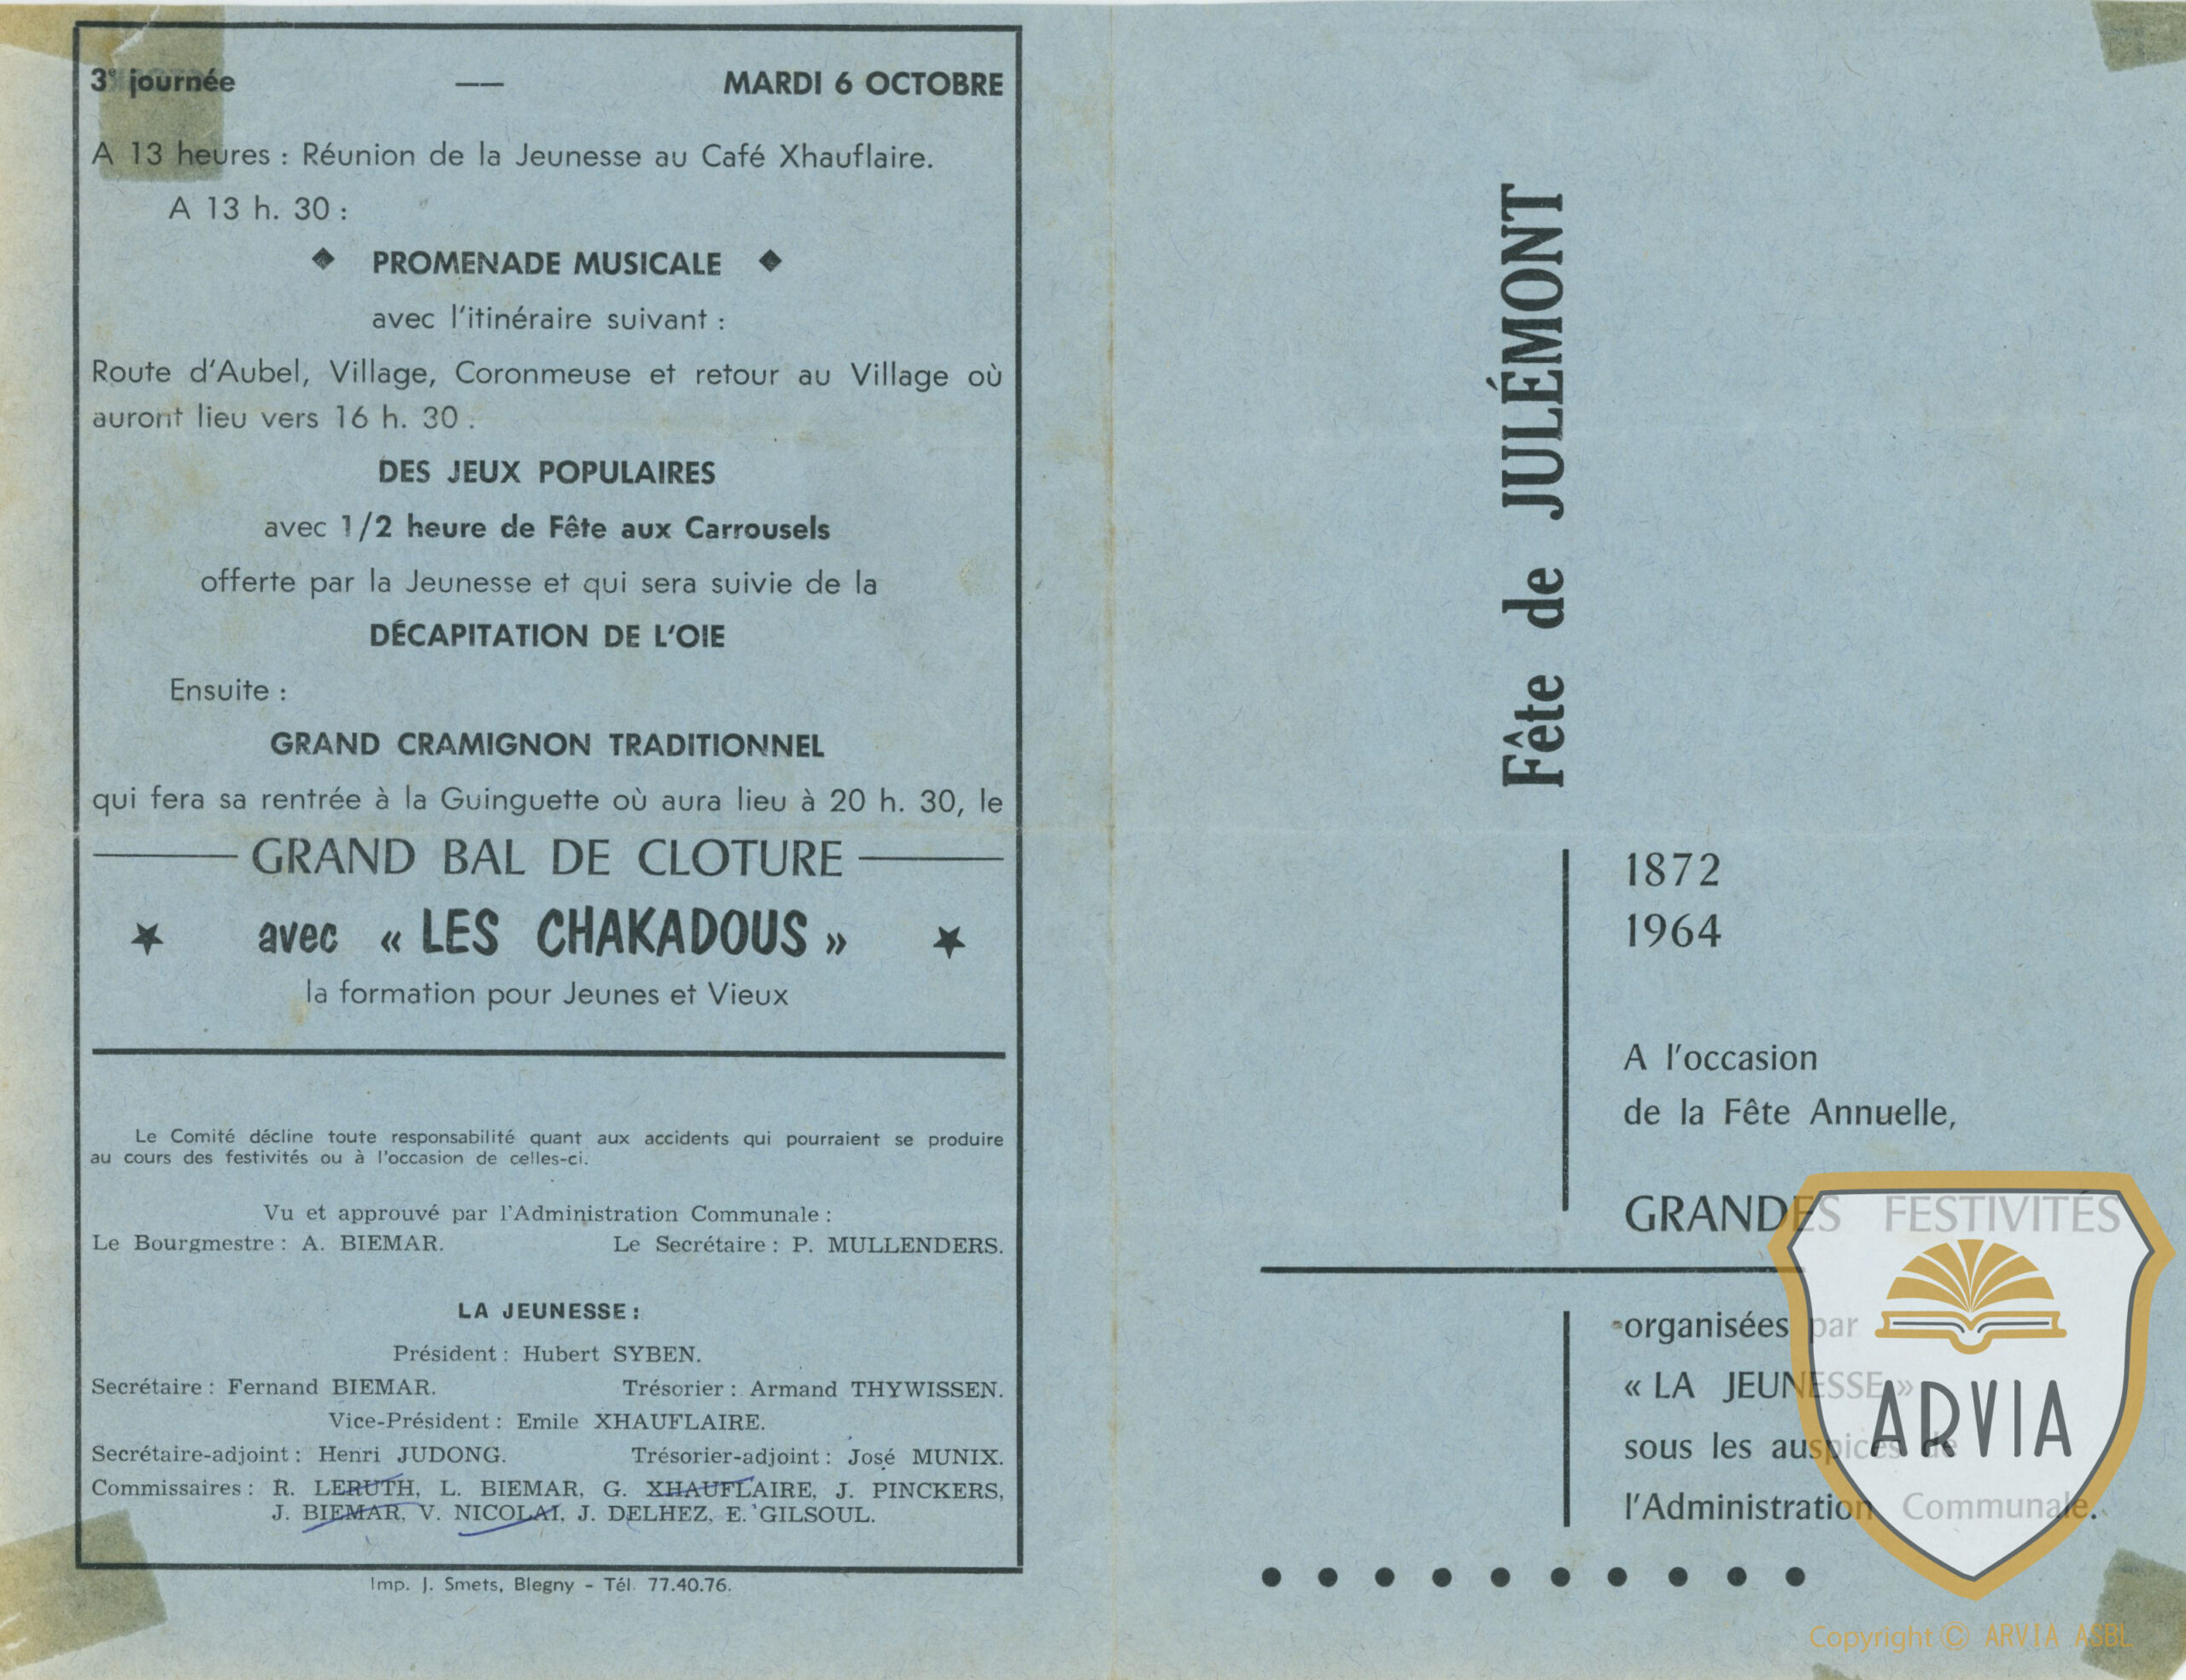 3e journée — MARDI 6 OCTOBRE
A 13 heures : Réunion de la Jeunesse au Café Xhauflaire.
A 13 h. 30 :
◆ PROMENADE MUSICALE ◆
avec l'itinéraire suivant :
Route d'Aubel, Village, Coronmeuse et retour au Village où
auront lieu vers 16 h. 30 :
DES JEUX POPULAIRES
avec 1/2 heure de Fête aux Carrousels
offerte par la Jeunesse et qui sera suivie de la
DÉCAPITATION DE L'OIE
Ensuite :
GRAND CRAMIGNON TRADITIONNEL
qui fera sa rentrée à la Guinguette où aura lieu à 20 h. 30, le
GRAND BAL DE CLOTURE
★ avec « LES CHAKADOUS » ★
la formation pour Jeunes et Vieux
Le Comité décline toute responsabilité quant aux accidents qui pourraient se produire
au cours des festivités ou à l'occasion de celles-ci.
Vu et approuvé par l'Administration Communale :
Le Bourgmestre : A. BIEMAR. Le Secrétaire : P. MULLENDERS.
LA JEUNESSE :
Président : Hubert SYBEN.
Secrétaire : Fernand BIEMAR. Trésorier : Armand THYWISSEN.
Vice-Président : Emile XHAUFLAIRE.
Secrétaire-adjoint : Henri JUDONG. Trésorier-adjoint : José MUNIX.
Commissaires : R. LERUTH, L. BIEMAR, G. XHAUFLAIRE, J. PINCKERS,
J. BIEMAR, V. NICOLAI, J. DELHEZ, E. GILSOUL.
Imp. J. Smets, Blegny - Tél. 77.40.76.
Fête de JULÉMONT
1872
1964
A l'occasion
de la Fête Annuelle,
GRANDES FESTIVITÉS
organisées par
« LA JEUNESSE »
sous les auspices de
l'Administration Communale.
ARVIA
Copyright © ARVIA ASBL